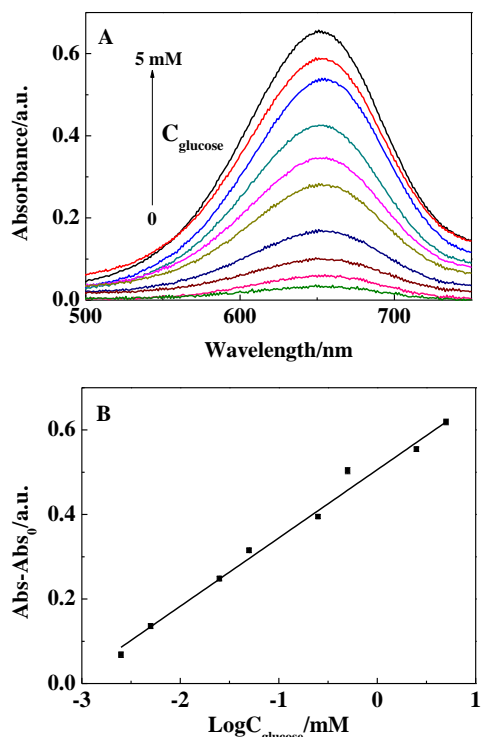 A
5 mM
C_glucose
0
Absorbance/a.u.
0.6
0.4
0.2
0.0
500 600 700
Wavelength/nm
B
Abs-Abs_0/a.u.
0.6
0.4
0.2
0.0
-3 -2 -1 0 1
LogC_glucose/mM